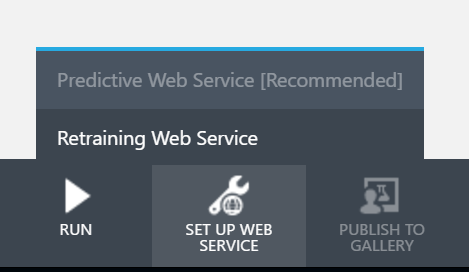 Predictive Web Service [Recommended]
Retraining Web Service
RUN
SET UP WEB
SERVICE
PUBLISH TO
GALLERY